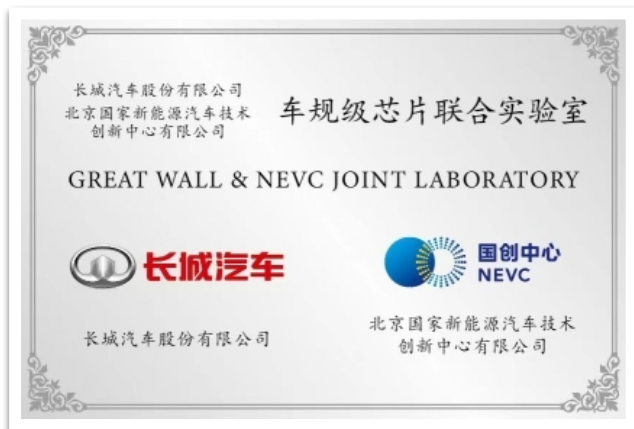 长城汽车股份有限公司
北京国家新能源汽车技术
创新中心有限公司
车规级芯片联合实验室
GREAT WALL & NEVC JOINT LABORATORY
长城汽车
国创中心
NEVC
长城汽车股份有限公司
北京国家新能源汽车技术
创新中心有限公司